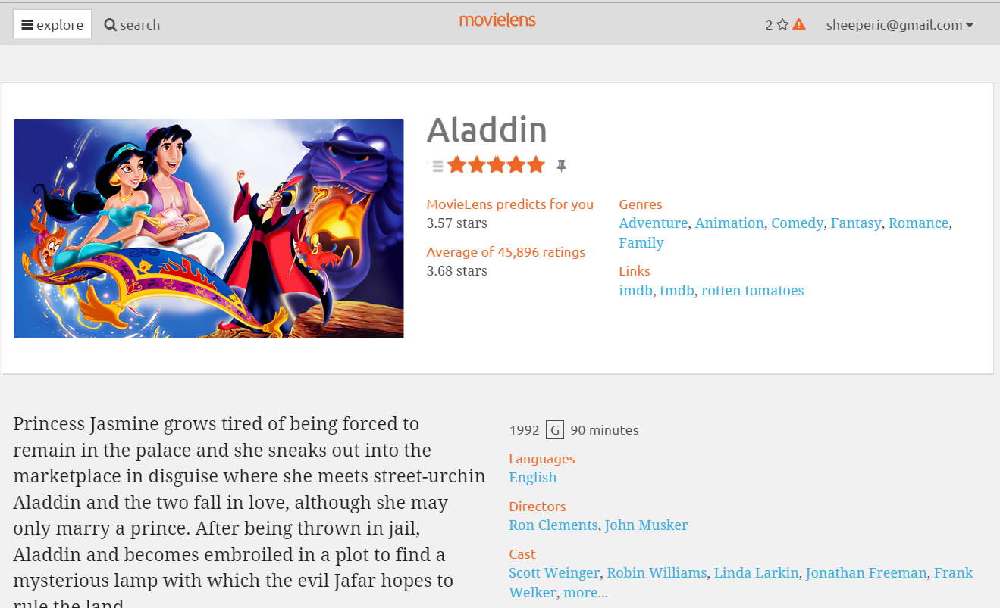 explore
search
movielens
2
sheeperic@gmail.com
Aladdin
MovieLens predicts for you
3.57 stars
Average of 45,896 ratings
3.68 stars
Genres
Adventure, Animation, Comedy, Fantasy, Romance,
Family
Links
imdb, tmdb, rotten tomatoes
Princess Jasmine grows tired of being forced to
remain in the palace and she sneaks out into the
marketplace in disguise where she meets street-urchin
Aladdin and the two fall in love, although she may
only marry a prince. After being thrown in jail,
Aladdin and becomes embroiled in a plot to find a
mysterious lamp with which the evil Jafar hopes to
rule the land
1992 G 90 minutes
Languages
English
Directors
Ron Clements, John Musker
Cast
Scott Weinger, Robin Williams, Linda Larkin, Jonathan Freeman, Frank
Welker, more...